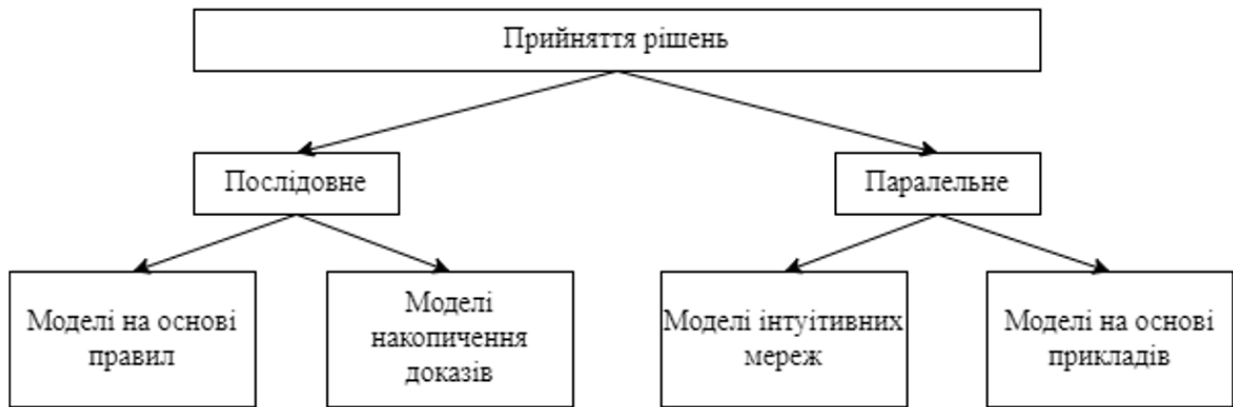 Прийняття рішень
Послідовне
Паралельне
Моделі на основі
правил
Моделі
накопичення
доказів
Моделі інтуїтивних
мереж
Моделі на основі
прикладів